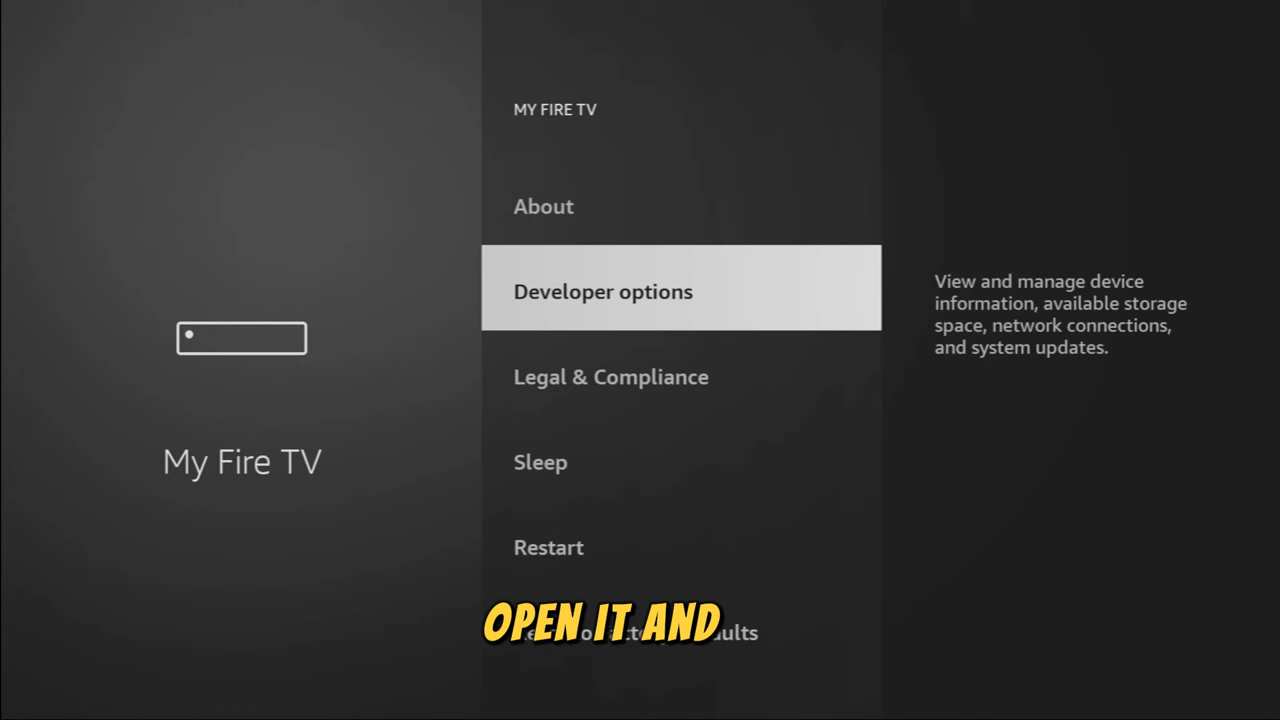 MY FIRE TV
About
Developer options
Legal & Compliance
Sleep
Restart
My Fire TV
View and manage device
information, available storage
space, network connections,
and system updates.
OPEN IT AND